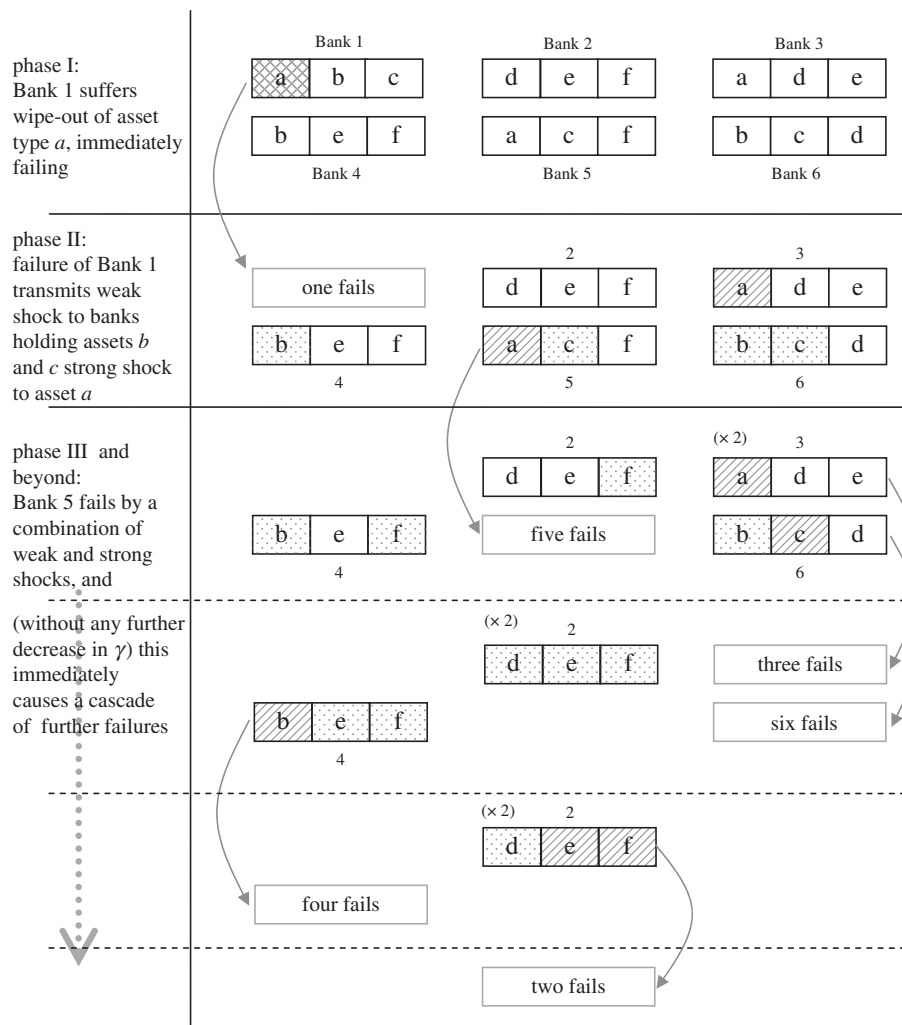 phase I:
Bank 1 suffers
wipe-out of asset
type a, immediately
failing
Bank 1
a b c
Bank 2
d e f
Bank 3
a d e
b e f
Bank 4
a c f
Bank 5
b c d
Bank 6
phase II:
failure of Bank 1
transmits weak
shock to banks
holding assets b
and c strong shock
to asset a
one fails
2
d e f
3
a d e
b e f
4
a c f
5
b c d
6
phase III and
beyond:
Bank 5 fails by a
combination of
weak and strong
shocks, and
2
d e f
(× 2) 3
a d e
b e f
4
five fails
b c d
6
(without any further
decrease in γ) this
immediately
causes a cascade
of further failures
(× 2) 2
d e f
three fails
b e f
4
six fails
(× 2) 2
d e f
four fails
two fails